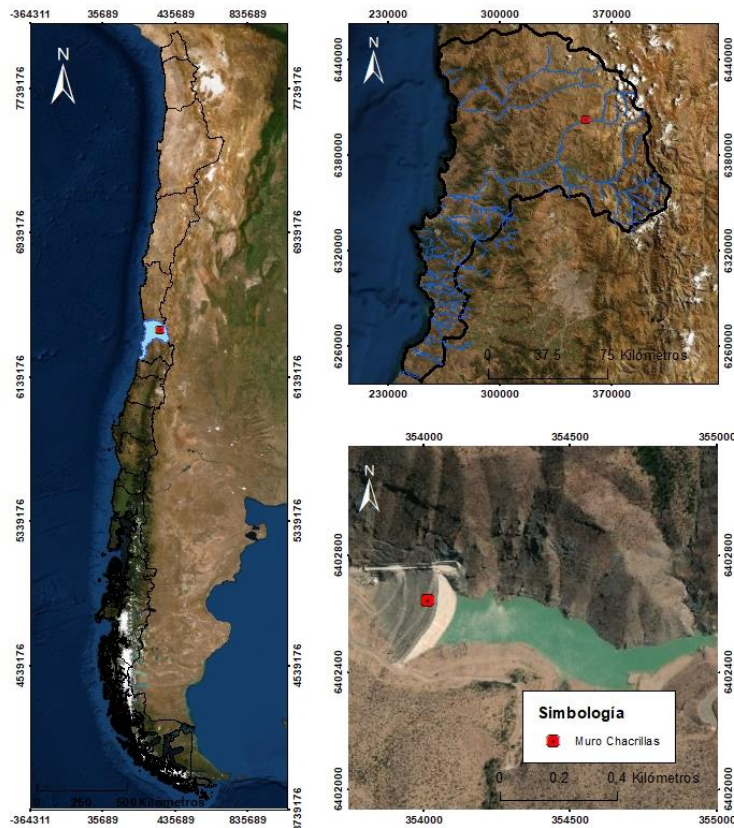 -364311 35689 435689 835689
N
7739176 7739176
6939176 6939176
6139176 6139176
5339176 5339176
4539176 4539176
250 500 Kilómetros
-364311 35689 435689 835689
230000 300000 370000
N
6440000 6440000
6380000 6380000
6320000 6320000
6260000 6260000
0 37.5 75 Kilómetros
230000 300000 370000
354000 354500 355000
N
6402800 6402800
6402400 6402400
Simbología
Muro Chacrillas
0 0.2 0.4 Kilómetros
6402000 6402000
354000 354500 355000